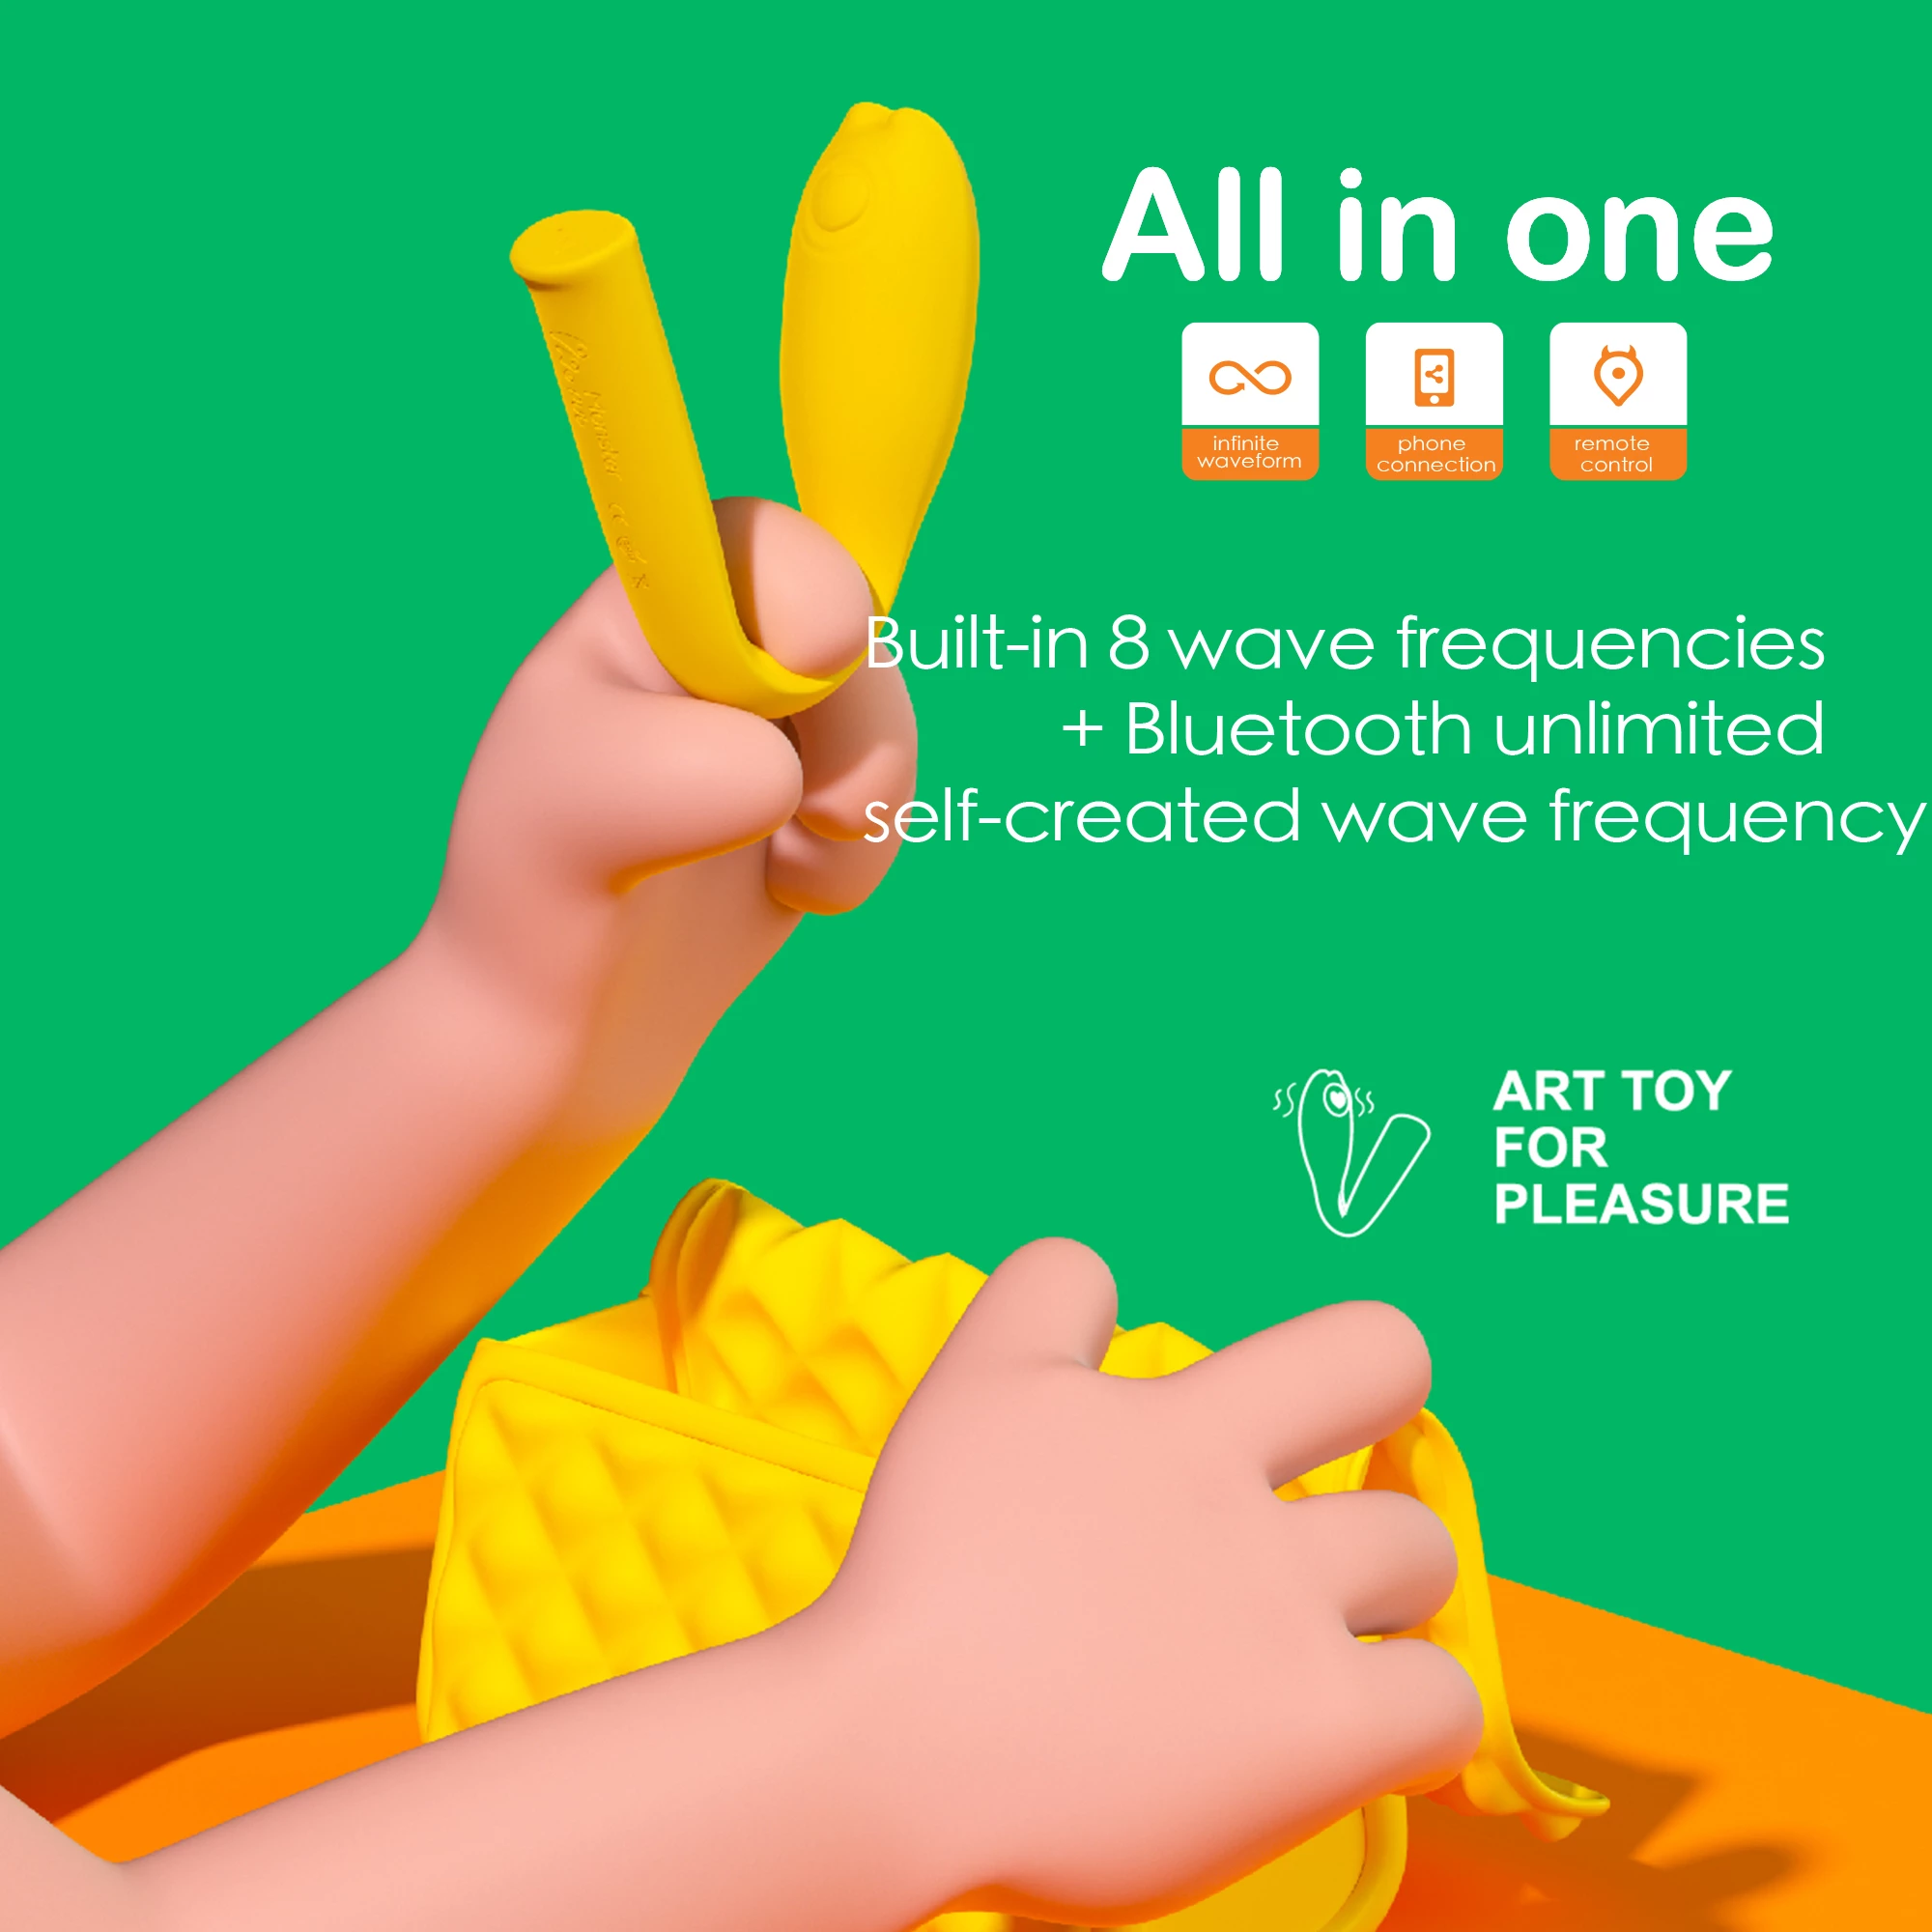 All in one
infinite
waveform
phone
connection
remote
control
Built-in 8 wave frequencies
+ Bluetooth unlimited
self-created wave frequency
ART TOY
FOR
PLEASURE
Monster